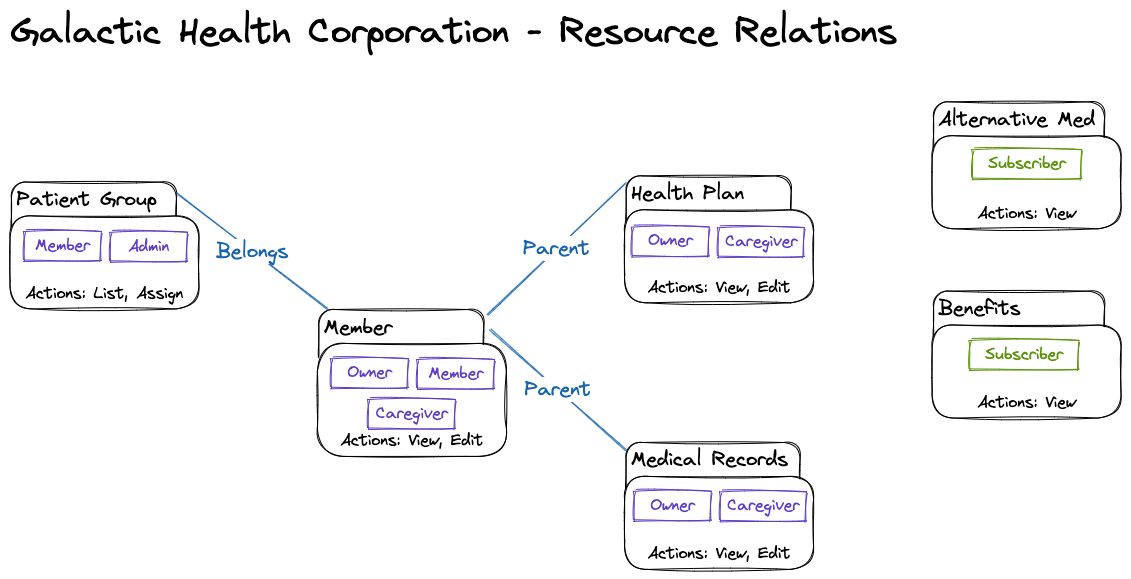 Galactic Health Corporation - Resource Relations
Patient Group
Member Admin
Actions: List, Assign
Belongs
Member
Owner Member
Caregiver
Actions: View, Edit
Parent
Parent
Health Plan
Owner Caregiver
Actions: View, Edit
Medical Records
Owner Caregiver
Actions: View, Edit
Alternative Med
Subscriber
Actions: View
Benefits
Subscriber
Actions: View